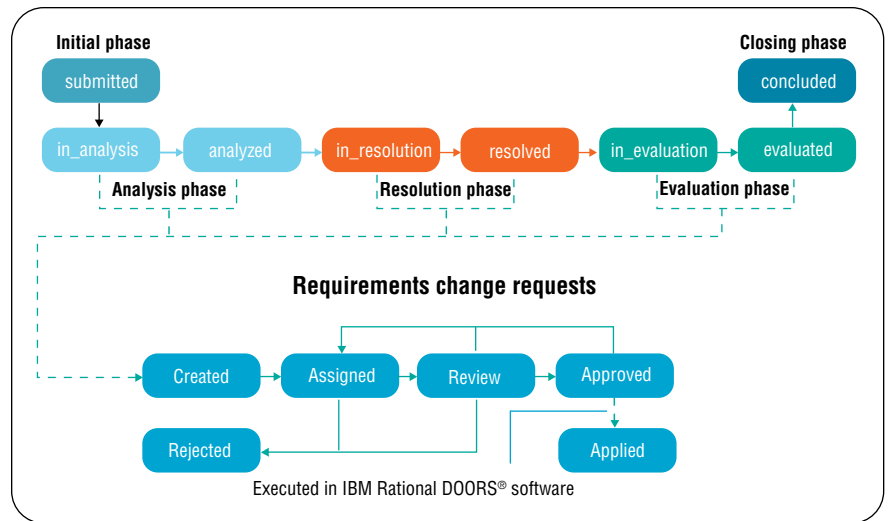 Initial phase
Closing phase
submitted
concluded
in_analysis
analyzed
in_resolution
resolved
in_evaluation
evaluated
Analysis phase
Resolution phase
Evaluation phase
Requirements change requests
Created
Assigned
Review
Approved
Rejected
Applied
Executed in IBM Rational DOORS® software